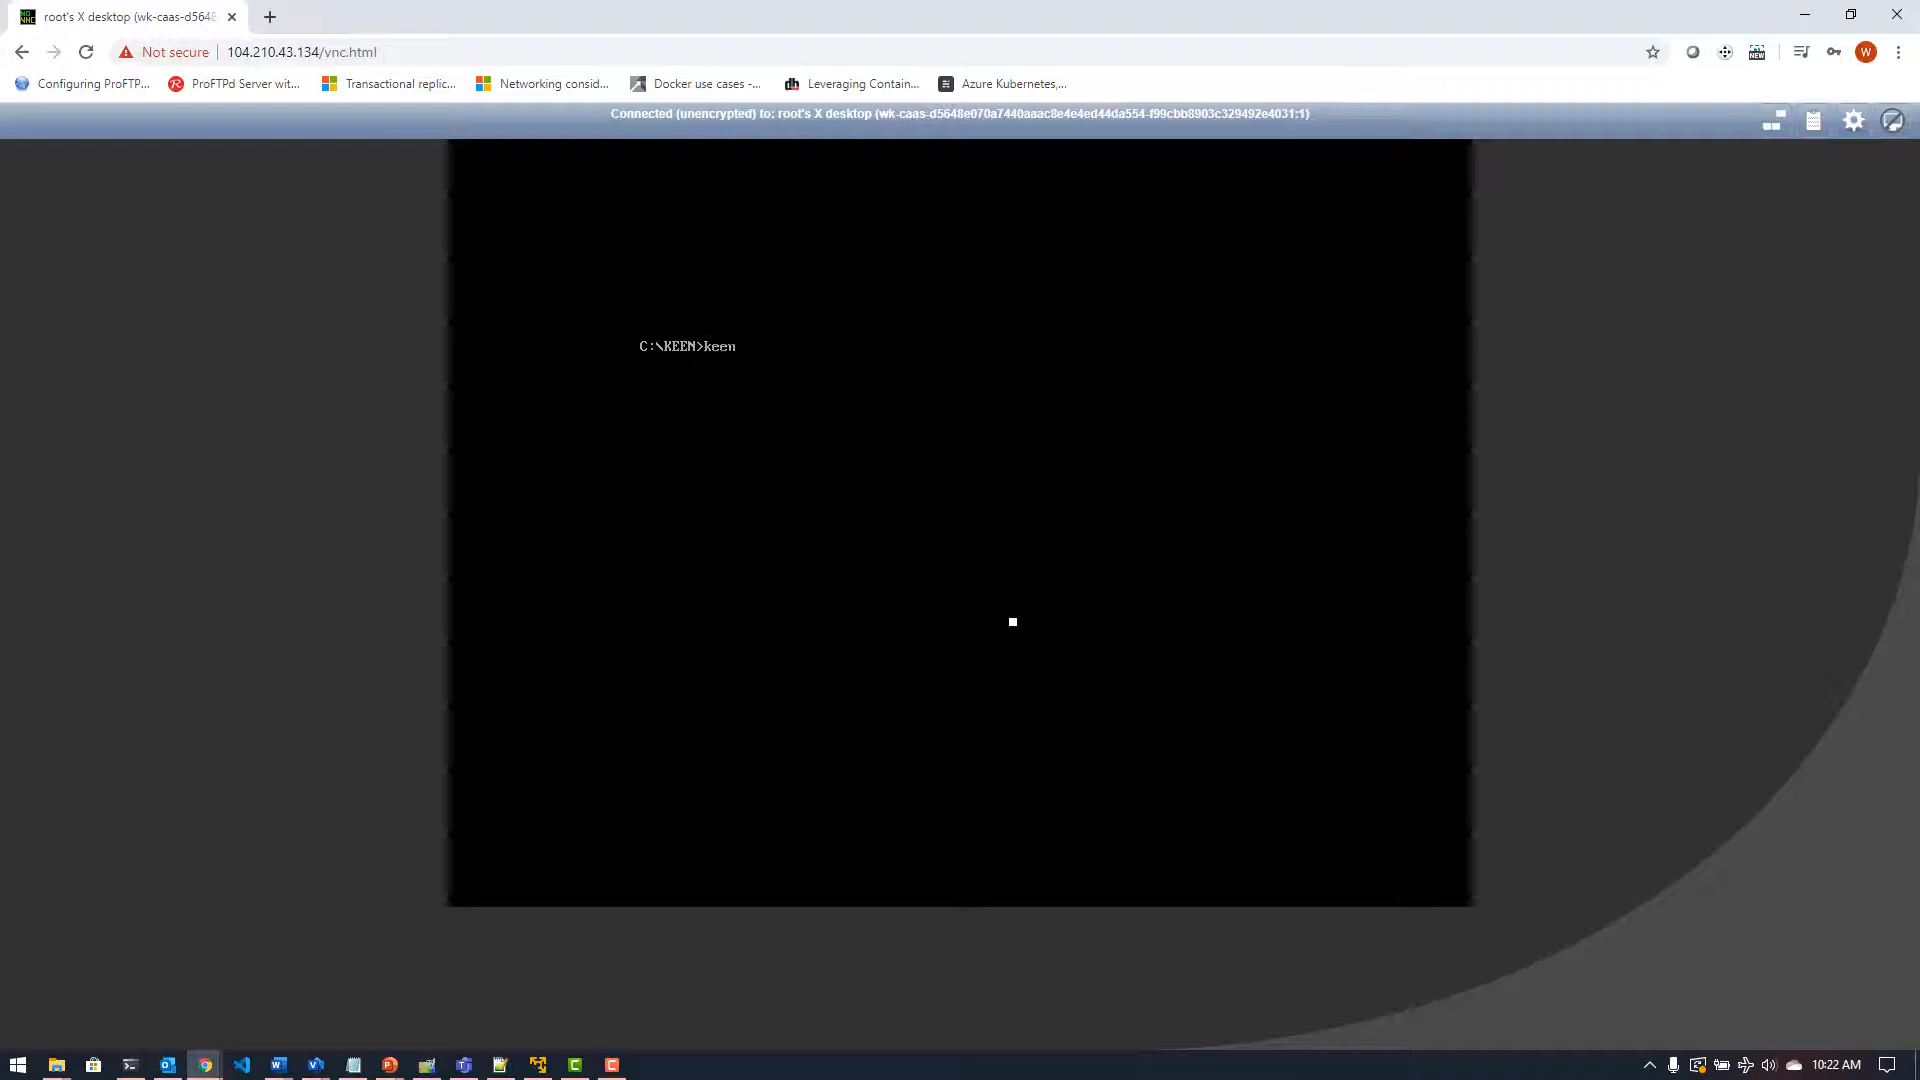 root's X desktop (wk-caas-d5648
Not secure
104.210.43.134/vnc.html
NEW
W
Configuring ProFTP...
ProFTPd Server wit...
Transactional replic...
Networking consid...
Docker use cases -...
Leveraging Contain...
Azure Kubernetes,...
Connected (unencrypted) to: root's X desktop (wk-caas-d5648e070a7440aaac8e4e4ed44da554-f99cbb8903c329492e4031:1)
C:\KEEN>keen
10:22 AM